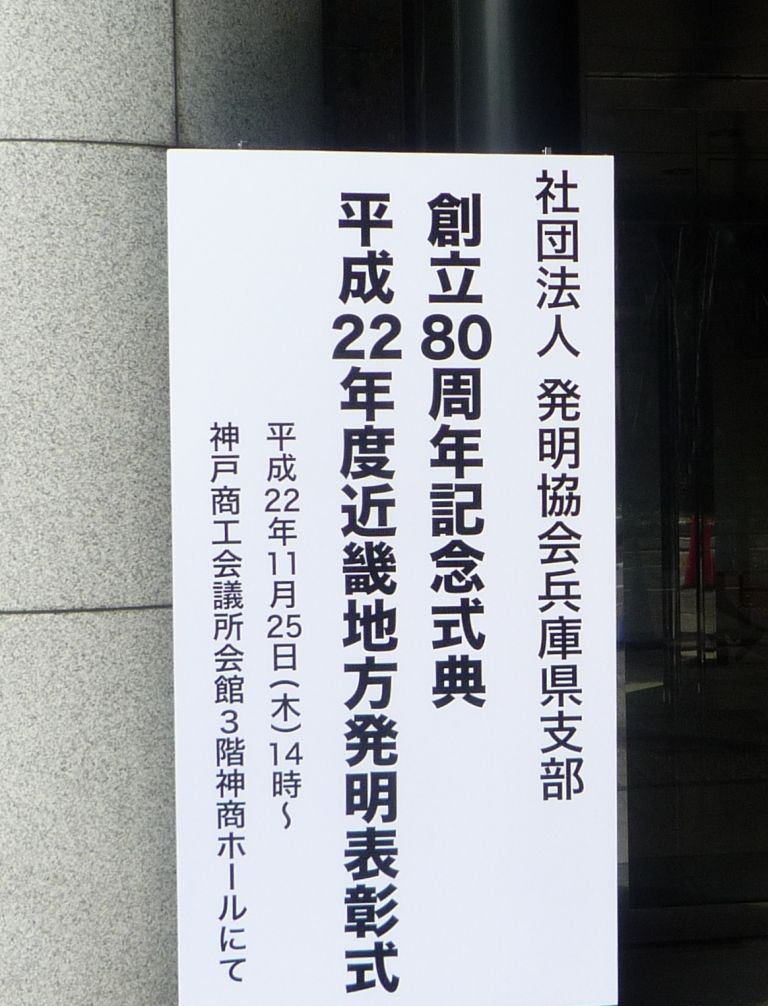 社団法人 発明協会兵庫県支部
創立80周年記念式典
平成22年度近畿地方発明表彰式
平成22年11月25日(木)14時〜
神戸商工会議所会館3階神商ホールにて